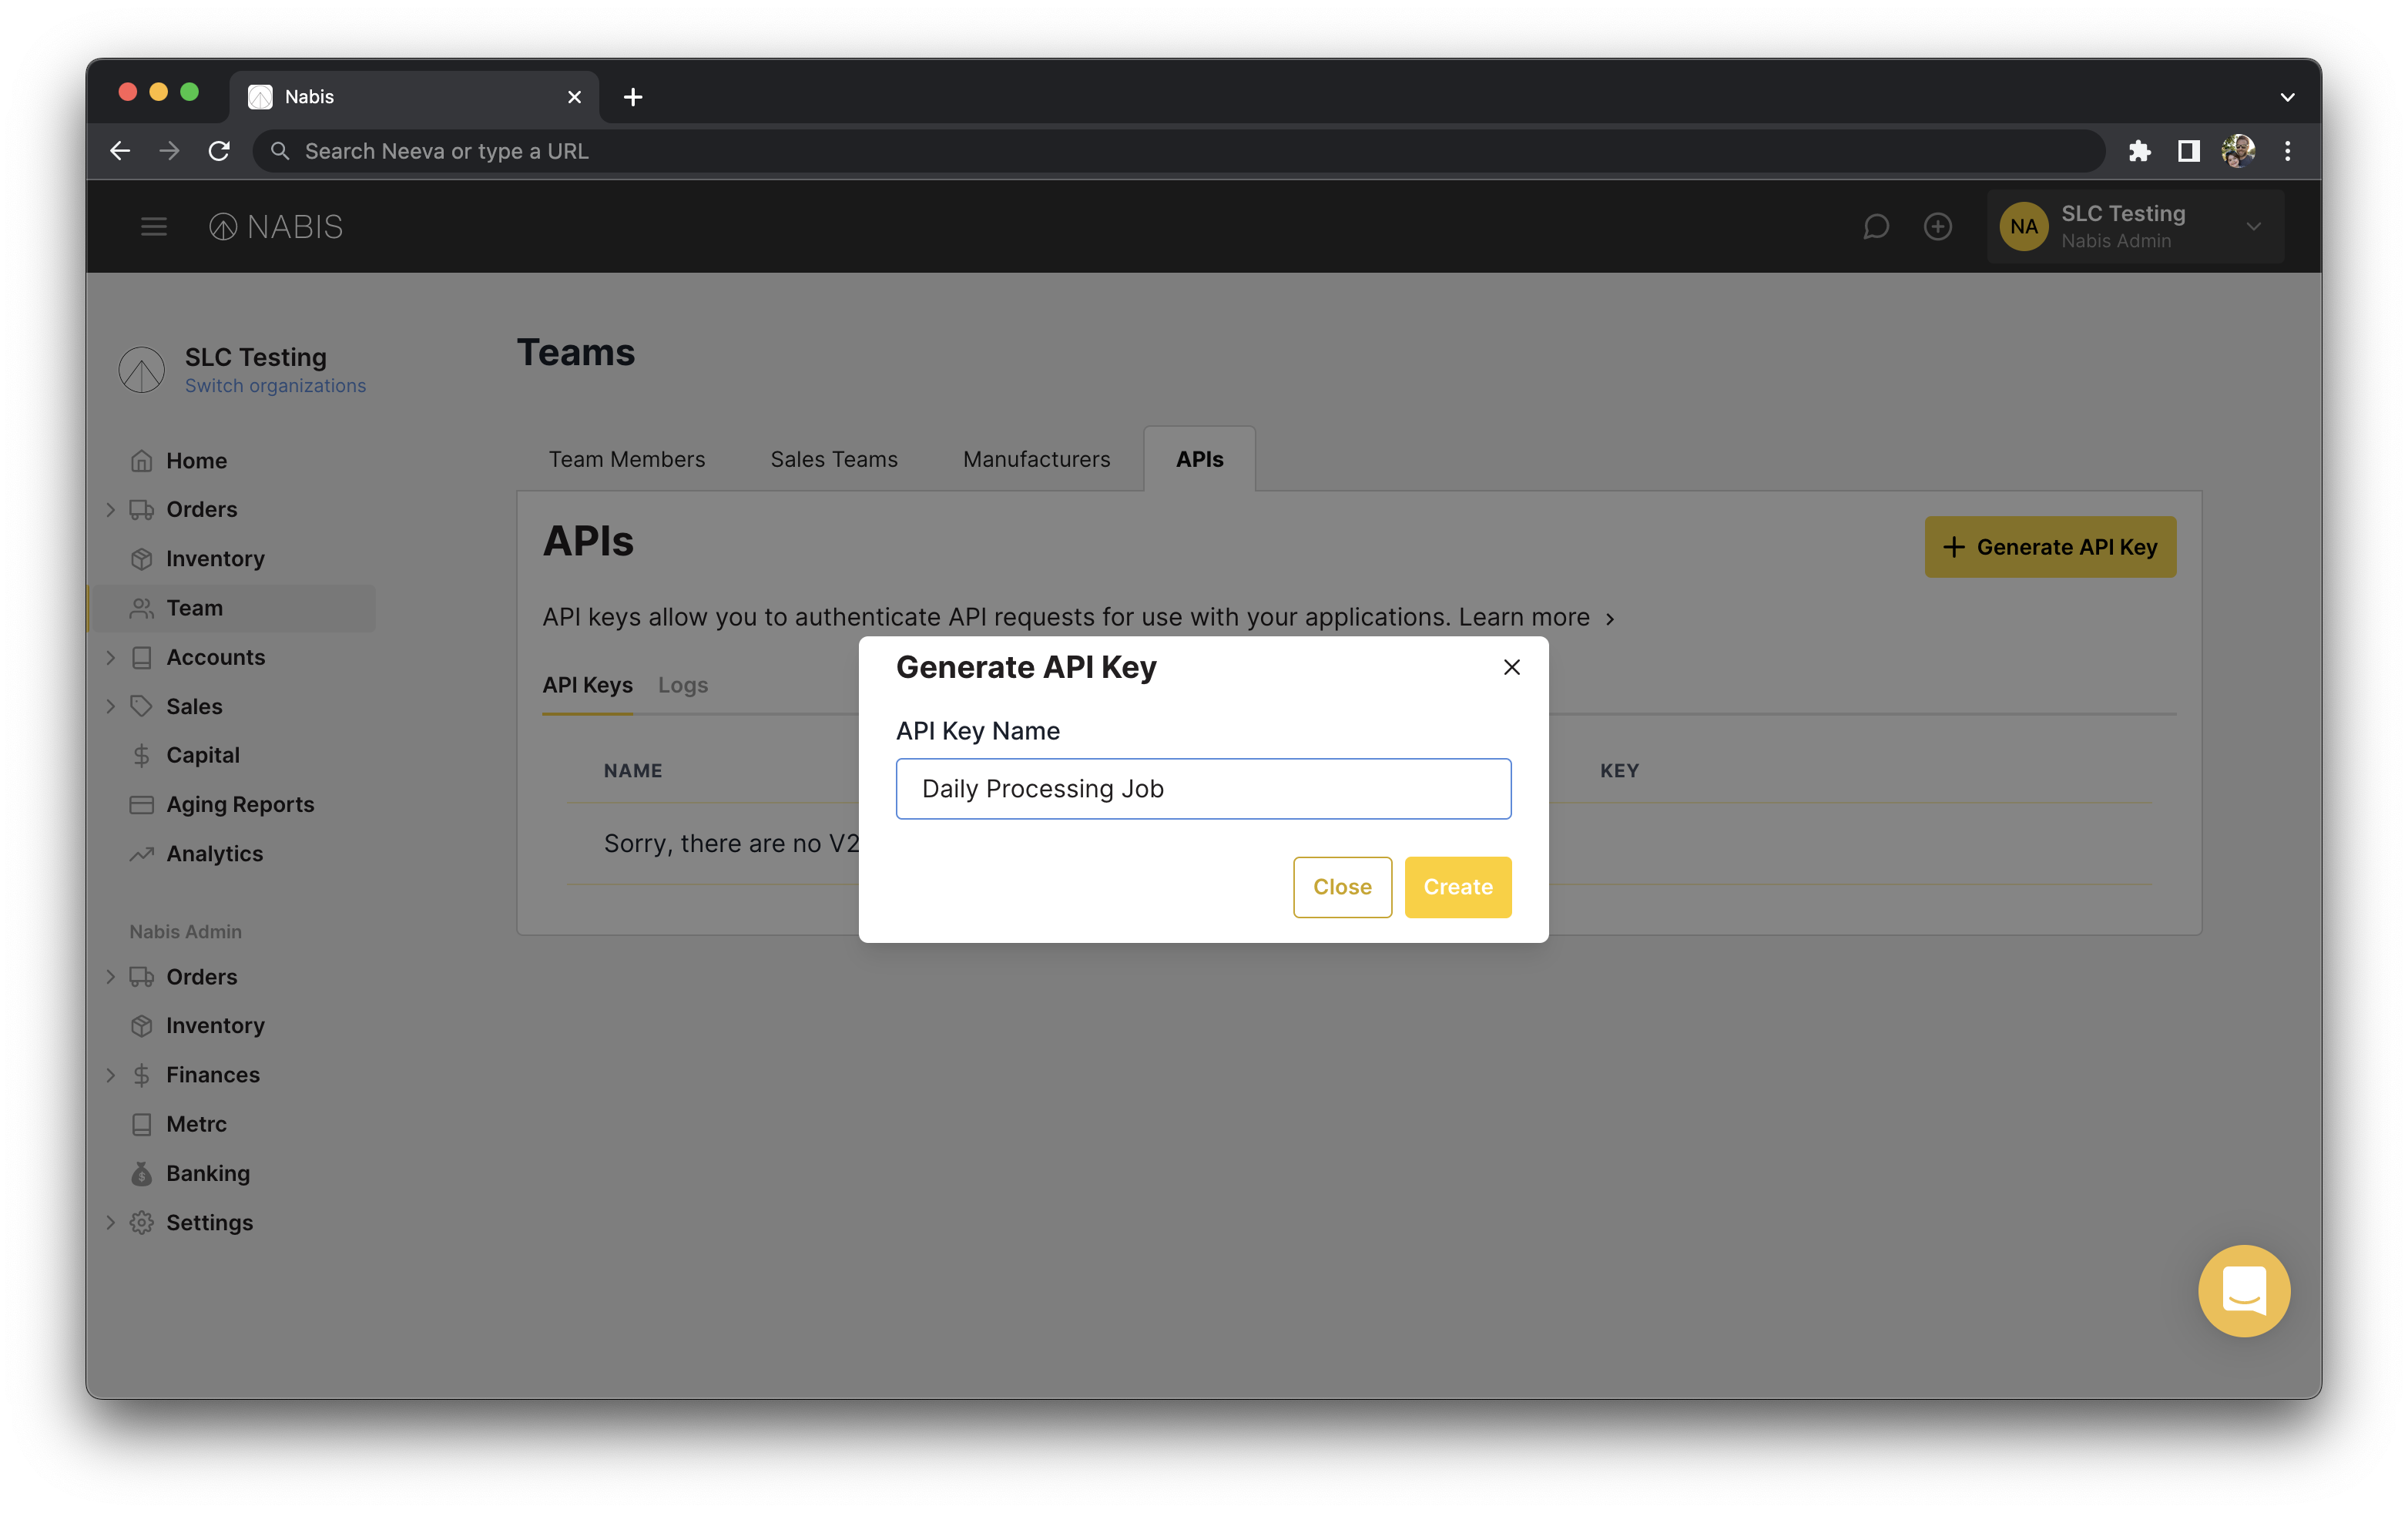 Nabis
Search Neeva or type a URL
NABIS
NA
SLC Testing
Nabis Admin
SLC Testing
Switch organizations
Home
Orders
Inventory
Team
Accounts
Sales
Capital
Aging Reports
Analytics
Nabis Admin
Orders
Inventory
Finances
Metrc
Banking
Settings
Teams
Team Members
Sales Teams
Manufacturers
APIs
APIs
+ Generate API Key
API keys allow you to authenticate API requests for use with your applications. Learn more >
API Keys
Logs
NAME
KEY
Sorry, there are no V2
Generate API Key
API Key Name
Daily Processing Job
Close
Create